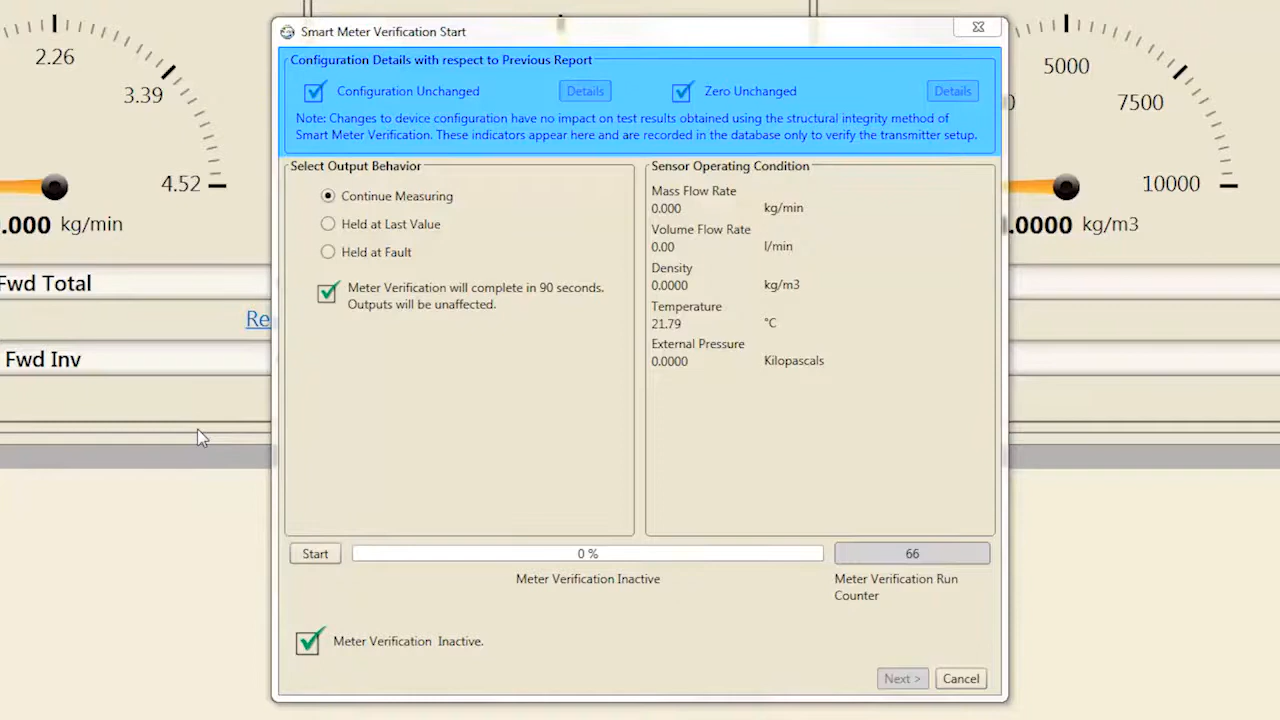 Smart Meter Verification Start
2.26
3.39
4.52
.000 kg/min
Fwd Total
Re
Fwd Inv
5000
7500
10000
.0000 kg/m3
Configuration Details with respect to Previous Report
Configuration Unchanged Details Zero Unchanged Details
Note: Changes to device configuration have no impact on test results obtained using the structural integrity method of
Smart Meter Verification. These indicators appear here and are recorded in the database only to verify the transmitter setup.
Select Output Behavior
Continue Measuring
Held at Last Value
Held at Fault
Meter Verification will complete in 90 seconds.
Outputs will be unaffected.
Sensor Operating Condition
Mass Flow Rate
0.000 kg/min
Volume Flow Rate
0.00 l/min
Density
0.0000 kg/m3
Temperature
21.79 °C
External Pressure
0.0000 Kilopascals
Start 0 % 66
Meter Verification Inactive
Meter Verification Run
Counter
Meter Verification Inactive.
Next > Cancel